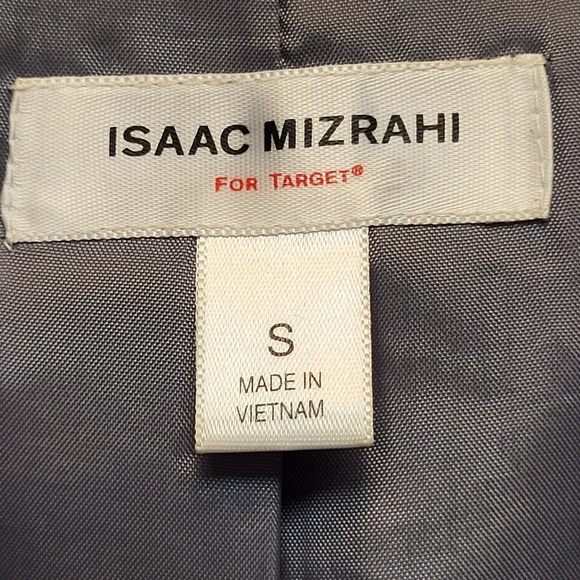 ISAAC MIZRAHI
FOR TARGET®
S
MADE IN
VIETNAM